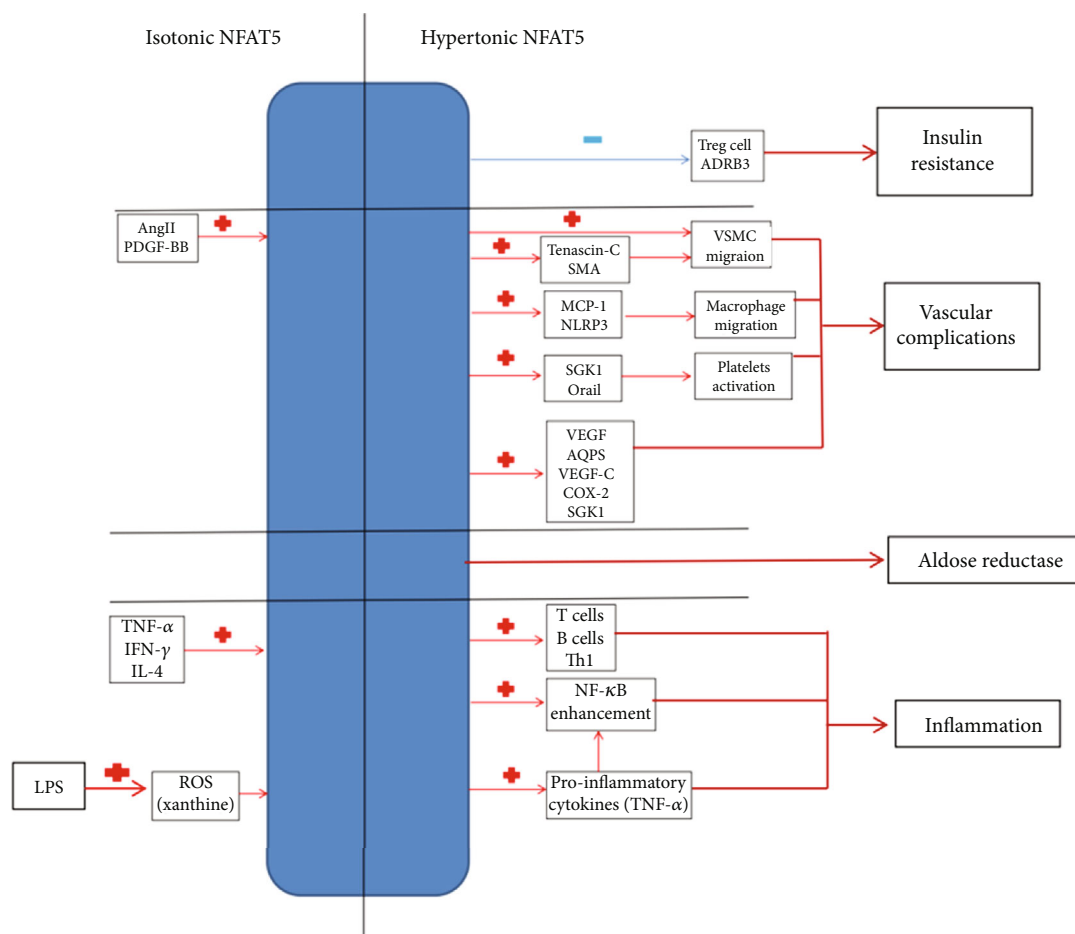 Isotonic NFAT5
Hypertonic NFAT5
Treg cell
ADRB3
Insulin
resistance
AngII
PDGF-BB
Tenascin-C
SMA
VSMC
migraion
MCP-1
NLRP3
Macrophage
migration
Vascular
complications
SGK1
Orail
Platelets
activation
VEGF
AQPS
VEGF-C
COX-2
SGK1
Aldose reductase
TNF-α
IFN-γ
IL-4
T cells
B cells
Th1
NF-κB
enhancement
Inflammation
LPS
ROS
(xanthine)
Pro-inflammatory
cytokines (TNF-α)